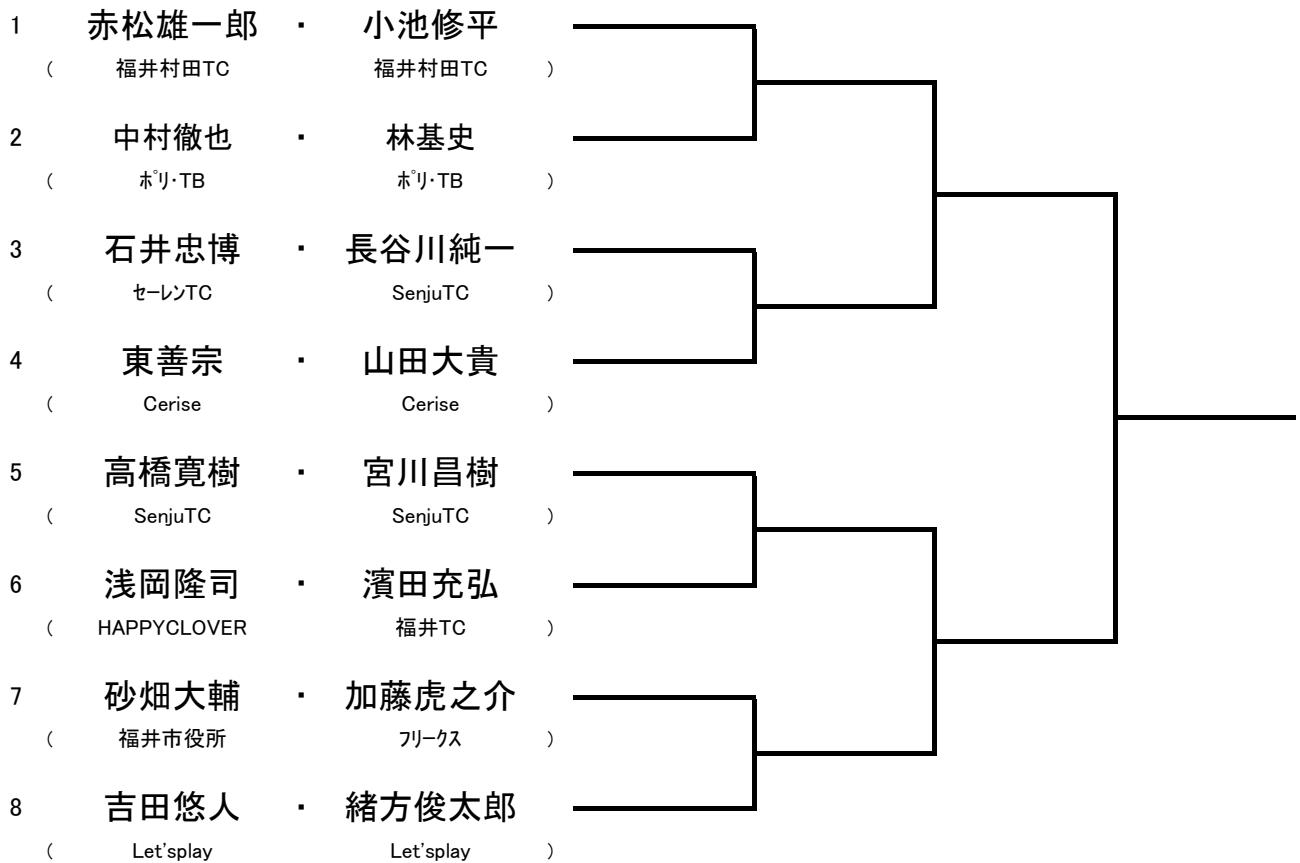 1 赤松雄一郎 ・ 小池修平
( 福井村田TC 福井村田TC )
2 中村徹也 ・ 林基史
( ﾎﾟﾘ･TB ﾎﾟﾘ･TB )
3 石井忠博 ・ 長谷川純一
( ｾｰﾚﾝTC SenjuTC )
4 東善宗 ・ 山田大貴
( Cerise Cerise )
5 高橋寛樹 ・ 宮川昌樹
( SenjuTC SenjuTC )
6 浅岡隆司 ・ 濱田充弘
( HAPPYCLOVER 福井TC )
7 砂畑大輔 ・ 加藤虎之介
( 福井市役所 ﾌﾘｰｸｽ )
8 吉田悠人 ・ 緒方俊太郎
( Let'splay Let'splay )